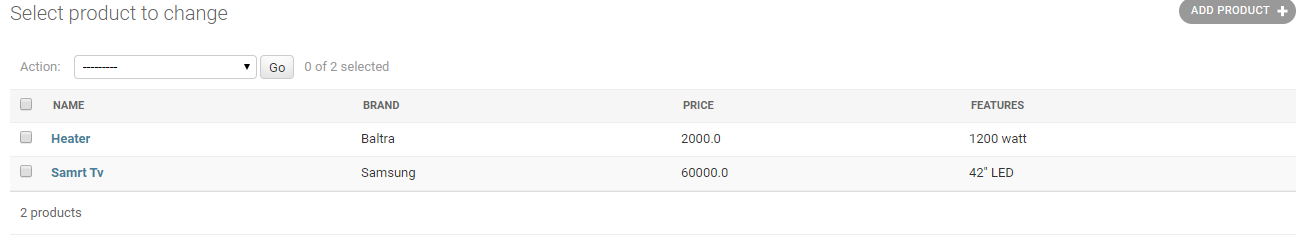 Select product to change
ADD PRODUCT +
Action: --------- Go 0 of 2 selected
NAME BRAND PRICE FEATURES
Heater Baltra 2000.0 1200 watt
Samrt Tv Samsung 60000.0 42" LED
2 products